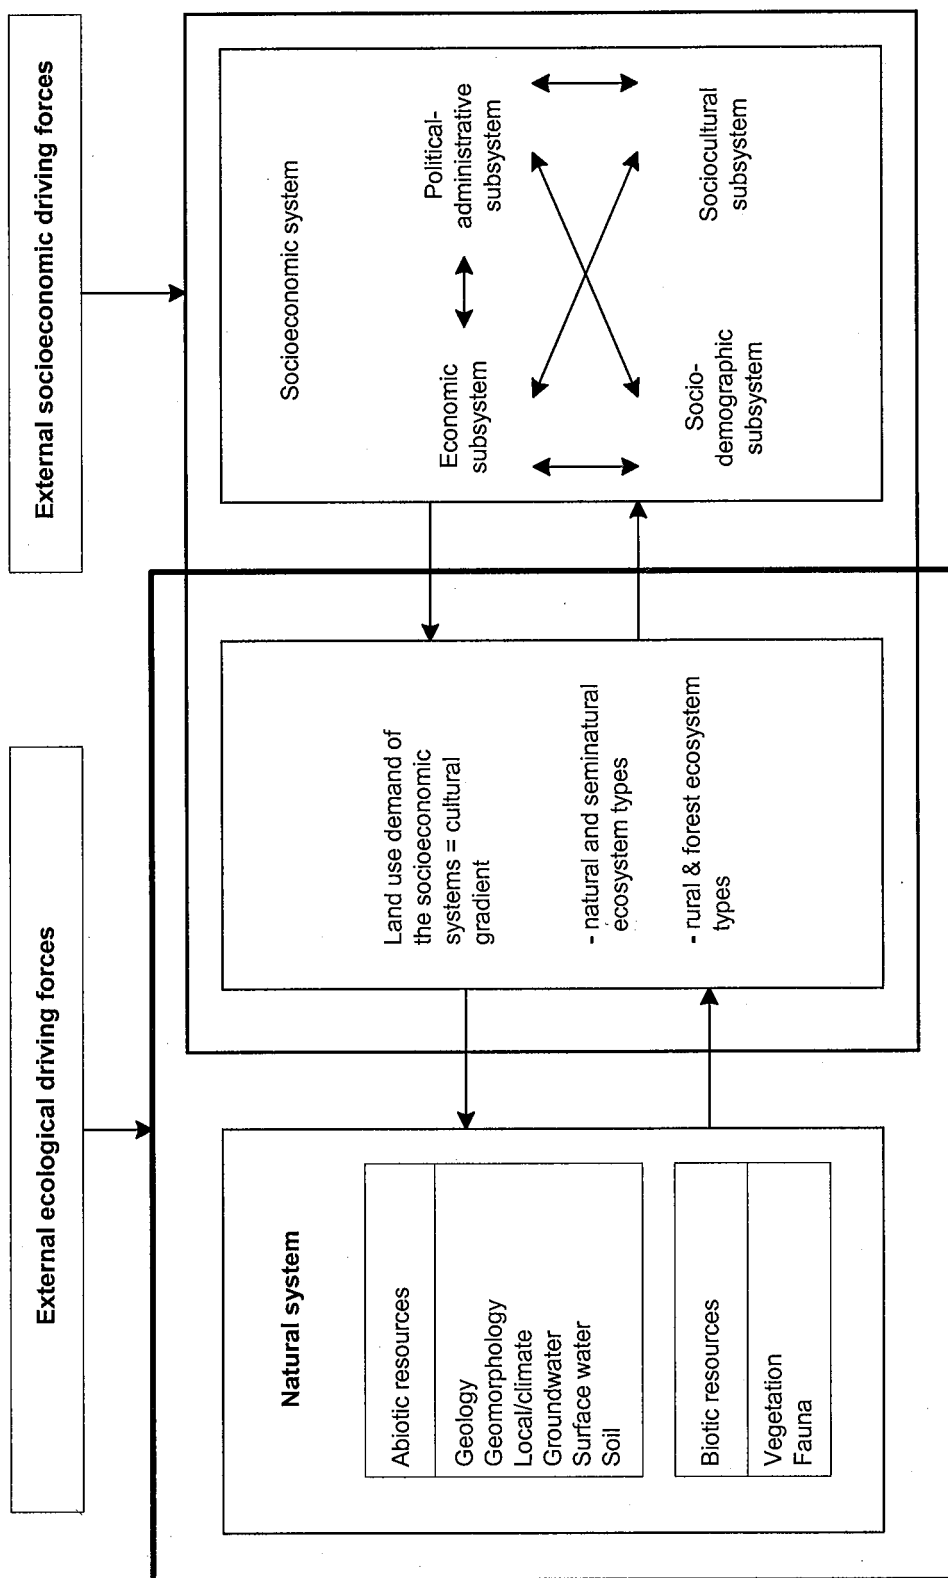 External ecological driving forces
External socioeconomic driving forces
Natural system
Abiotic resources
Geology
Geomorphology
Local/climate
Groundwater
Surface water
Soil
Biotic resources
Vegetation
Fauna
Land use demand of
the socioeconomic
systems = cultural
gradient
- natural and seminatural
ecosystem types
- rural & forest ecosystem
types
Socioeconomic system
Economic
subsystem
Political-
administrative
subsystem
Socio-
demographic
subsystem
Sociocultural
subsystem